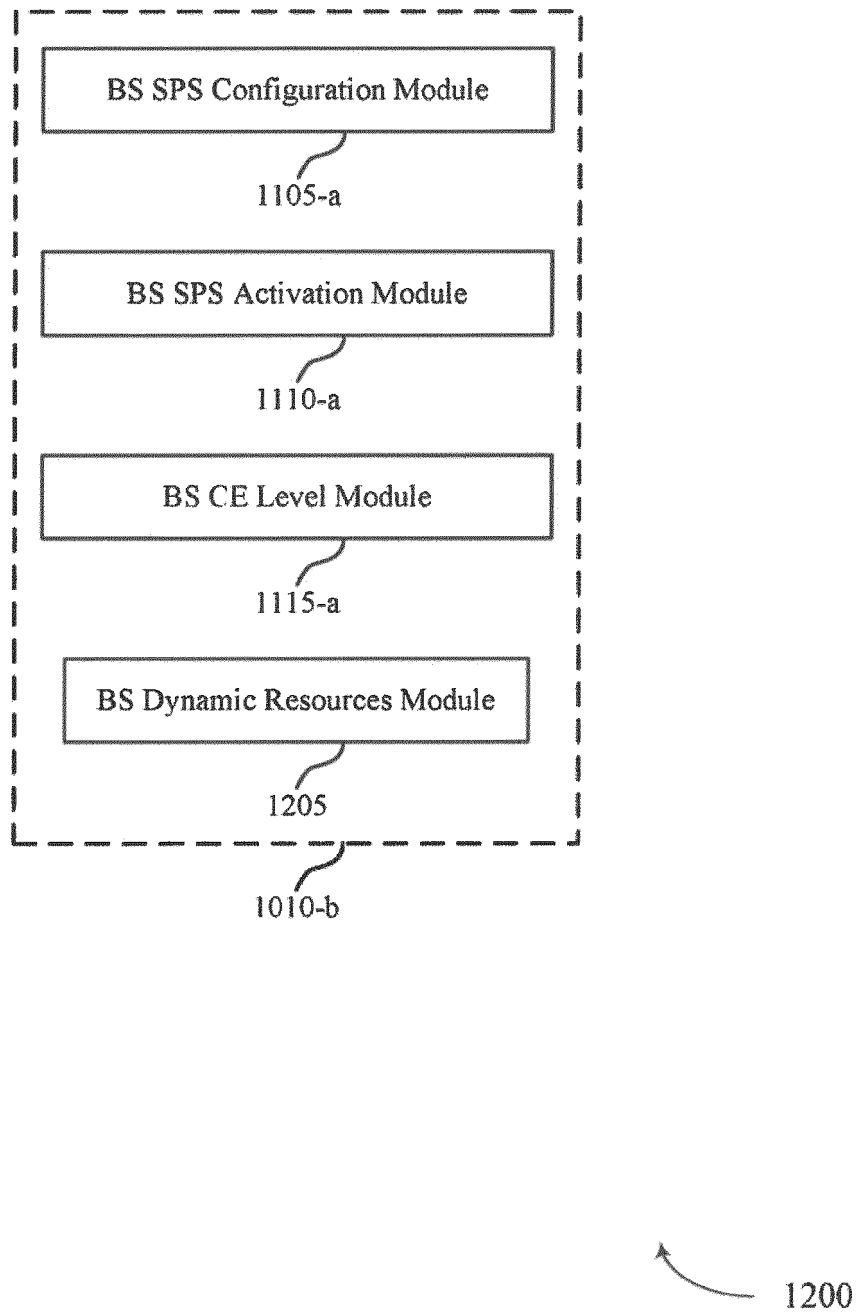 BS SPS Configuration Module
1105-a
BS SPS Activation Module
1110-a
BS CE Level Module
1115-a
BS Dynamic Resources Module
1205
1010-b
1200